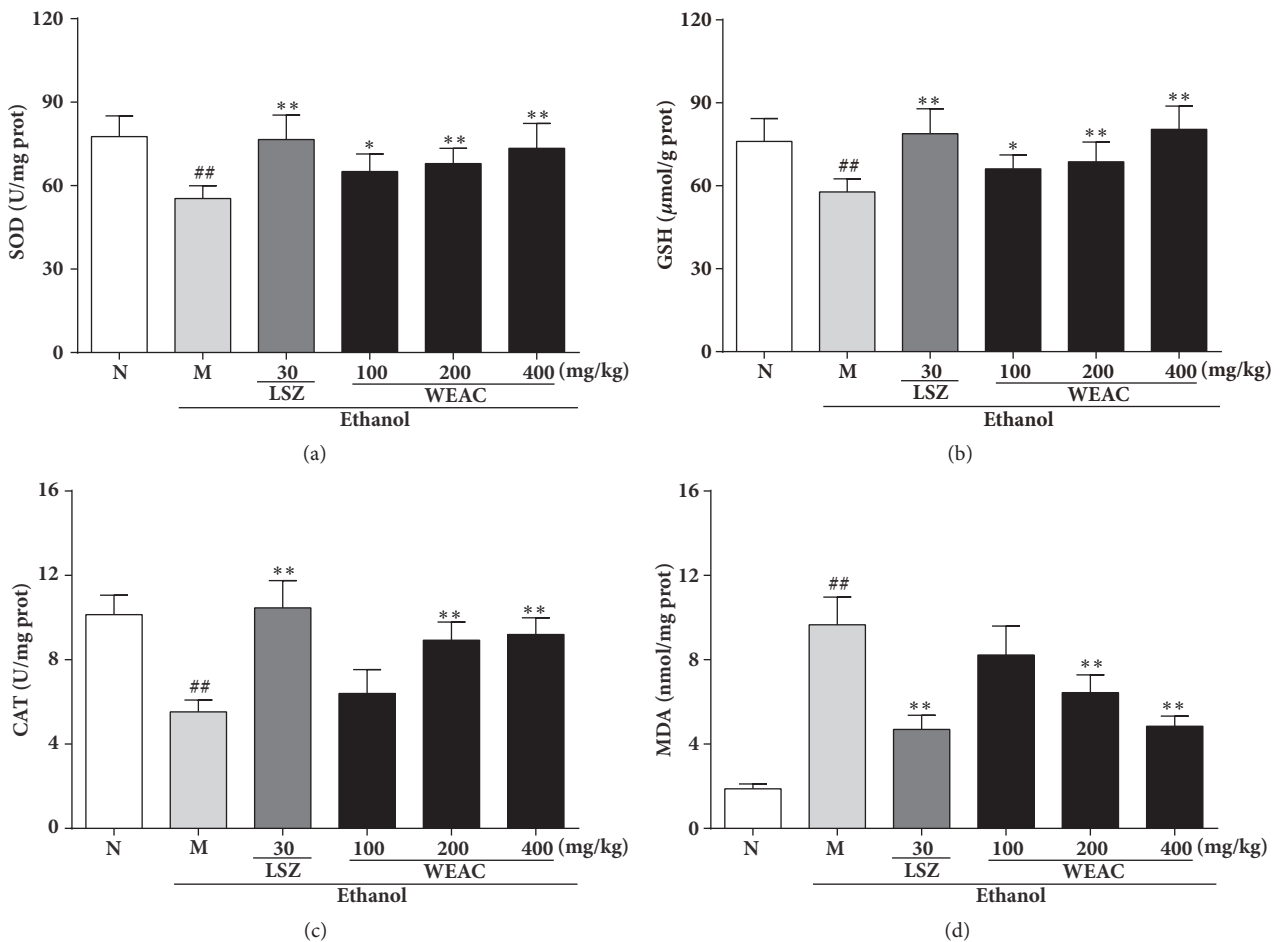 120
90
60
30
0
SOD (U/mg prot)
##
**
*
**
**
N M 30 100 200 400 (mg/kg)
LSZ WEAC
Ethanol
(a)
120
90
60
30
0
GSH (μmol/g prot)
##
**
*
**
**
N M 30 100 200 400 (mg/kg)
LSZ WEAC
Ethanol
(b)
16
12
8
4
0
CAT (U/mg prot)
##
**
**
**
N M 30 100 200 400 (mg/kg)
LSZ WEAC
Ethanol
(c)
16
12
8
4
0
MDA (nmol/mg prot)
##
**
**
**
N M 30 100 200 400 (mg/kg)
LSZ WEAC
Ethanol
(d)